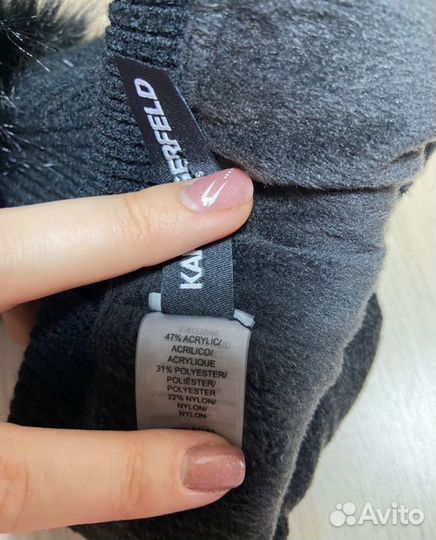 KA
ERFELD
47% ACRYLIC/
ACRILICO/
ACRYLIQUE
31% POLYESTER/
POLIÉSTER/
POLYESTER
22% NYLON/
NYLON/
NYLON
Avito